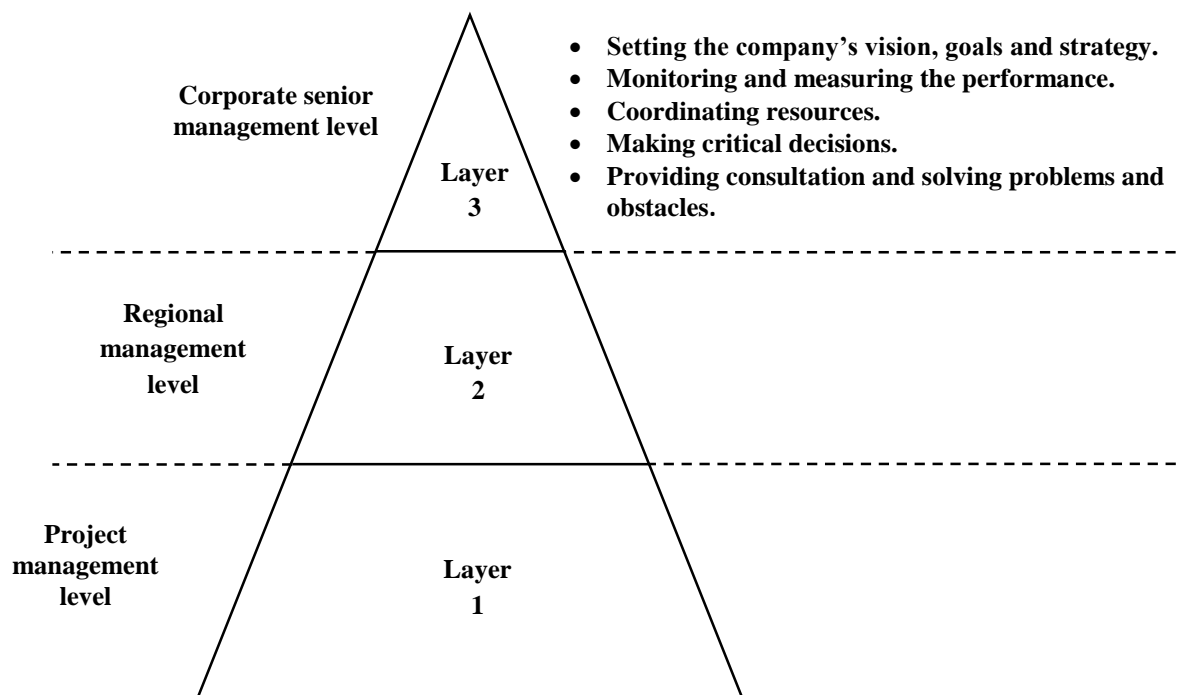 Corporate senior
management level
Layer
3
• Setting the company’s vision, goals and strategy.
• Monitoring and measuring the performance.
• Coordinating resources.
• Making critical decisions.
• Providing consultation and solving problems and
obstacles.
Regional
management
level
Layer
2
Project
management
level
Layer
1